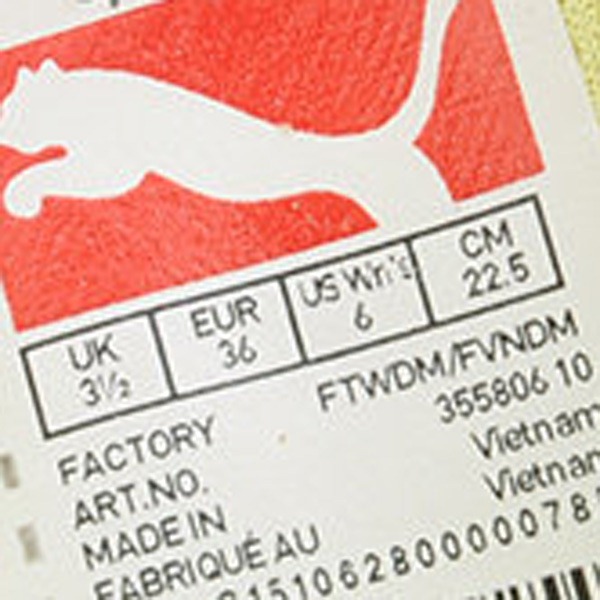 UK EUR US Wn's CM
3½ 36 6 22.5
FACTORY FTWDM/FVNDM
ART.NO. 355806 10
MADE IN Vietnam
FABRIQUÉ AU Vietnam
15106280000078